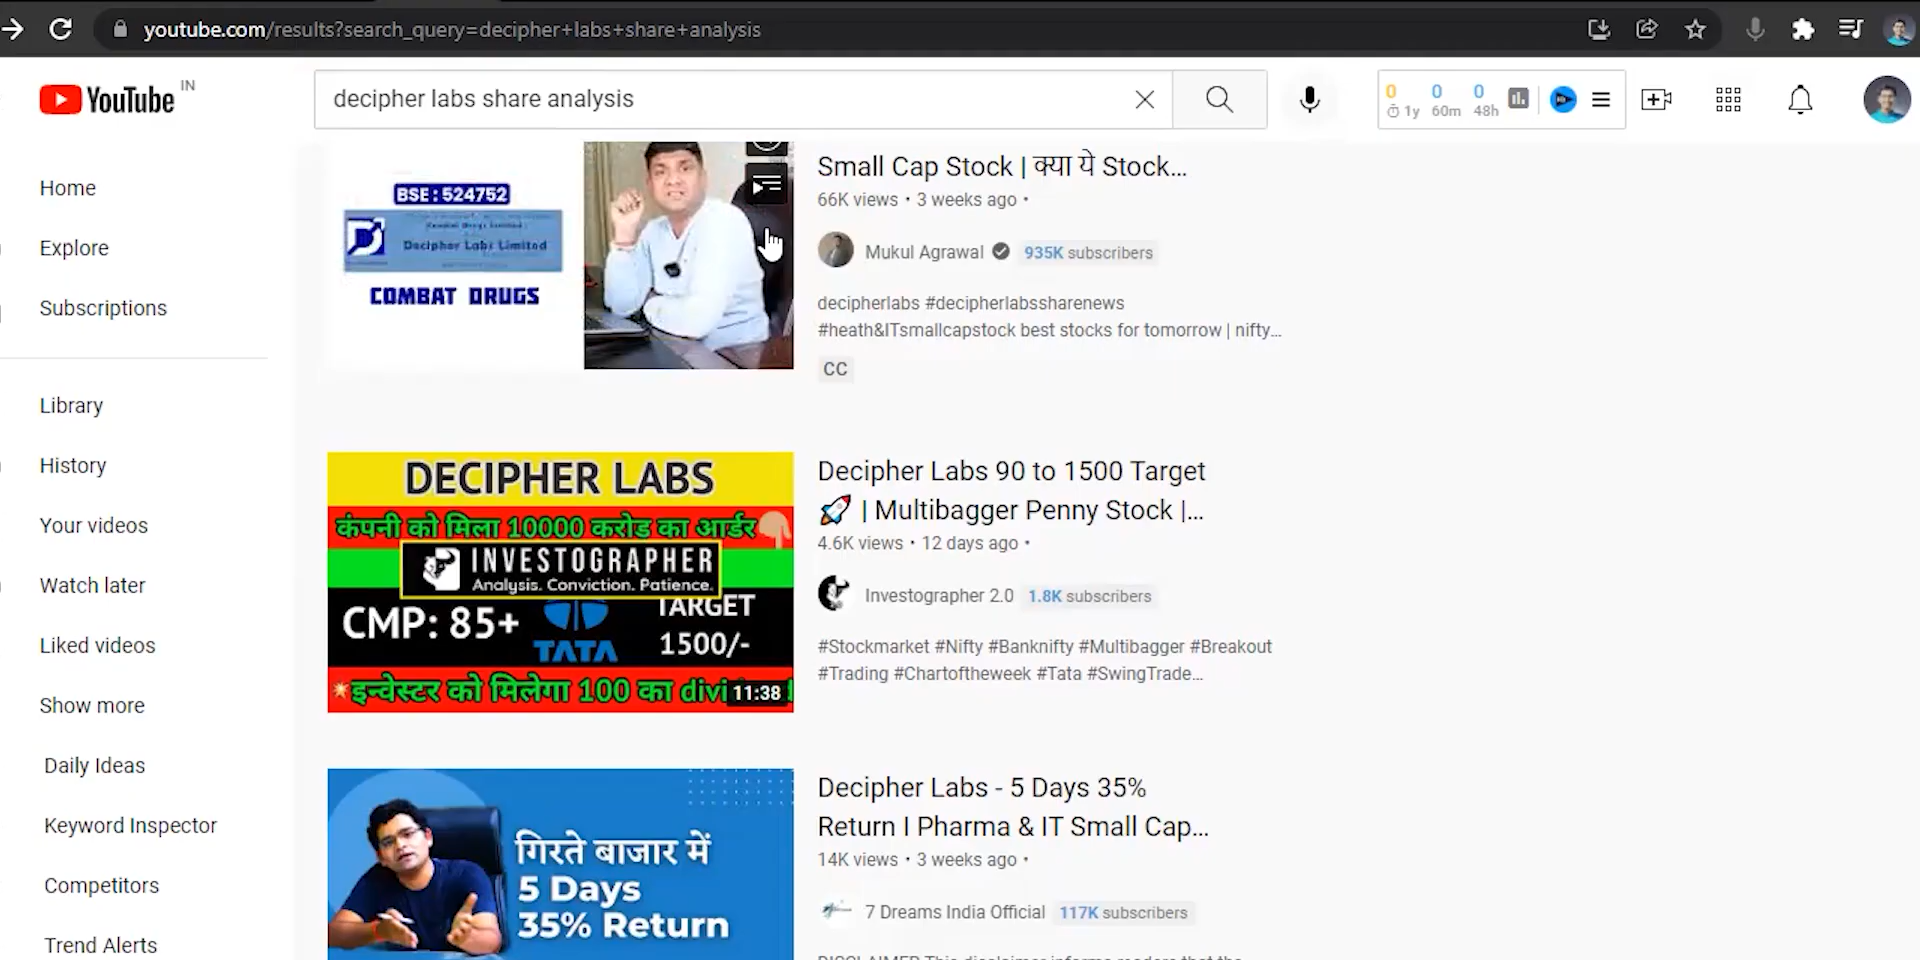 youtube.com/results?search_query=decipher+labs+share+analysis
YouTube IN
decipher labs share analysis
0 0 0
1y 60m 48h
Home
Explore
Subscriptions
Library
History
Your videos
Watch later
Liked videos
Show more
Daily Ideas
Keyword Inspector
Competitors
Trend Alerts
BSE : 524752
Decipher Labs Limited
COMBAT DRUGS
Small Cap Stock | क्या ये Stock...
66K views • 3 weeks ago •
Mukul Agrawal 935K subscribers
decipherlabs #decipherlabssharenews
#heath&ITsmallcapstock best stocks for tomorrow | nifty...
CC
DECIPHER LABS
कंपनी को मिला 10000 करोड का आर्डर
INVESTOGRAPHER
Analysis. Conviction. Patience.
CMP: 85+
TATA
TARGET
1500/-
इन्वेस्टर को मिलेगा 100 का divi
11:38
Decipher Labs 90 to 1500 Target
🚀 | Multibagger Penny Stock |...
4.6K views • 12 days ago •
Investographer 2.0 1.8K subscribers
#Stockmarket #Nifty #Banknifty #Multibagger #Breakout
#Trading #Chartoftheweek #Tata #SwingTrade...
गिरते बाजार में
5 Days
35% Return
Decipher Labs - 5 Days 35%
Return I Pharma & IT Small Cap...
14K views • 3 weeks ago •
7 Dreams India Official 117K subscribers